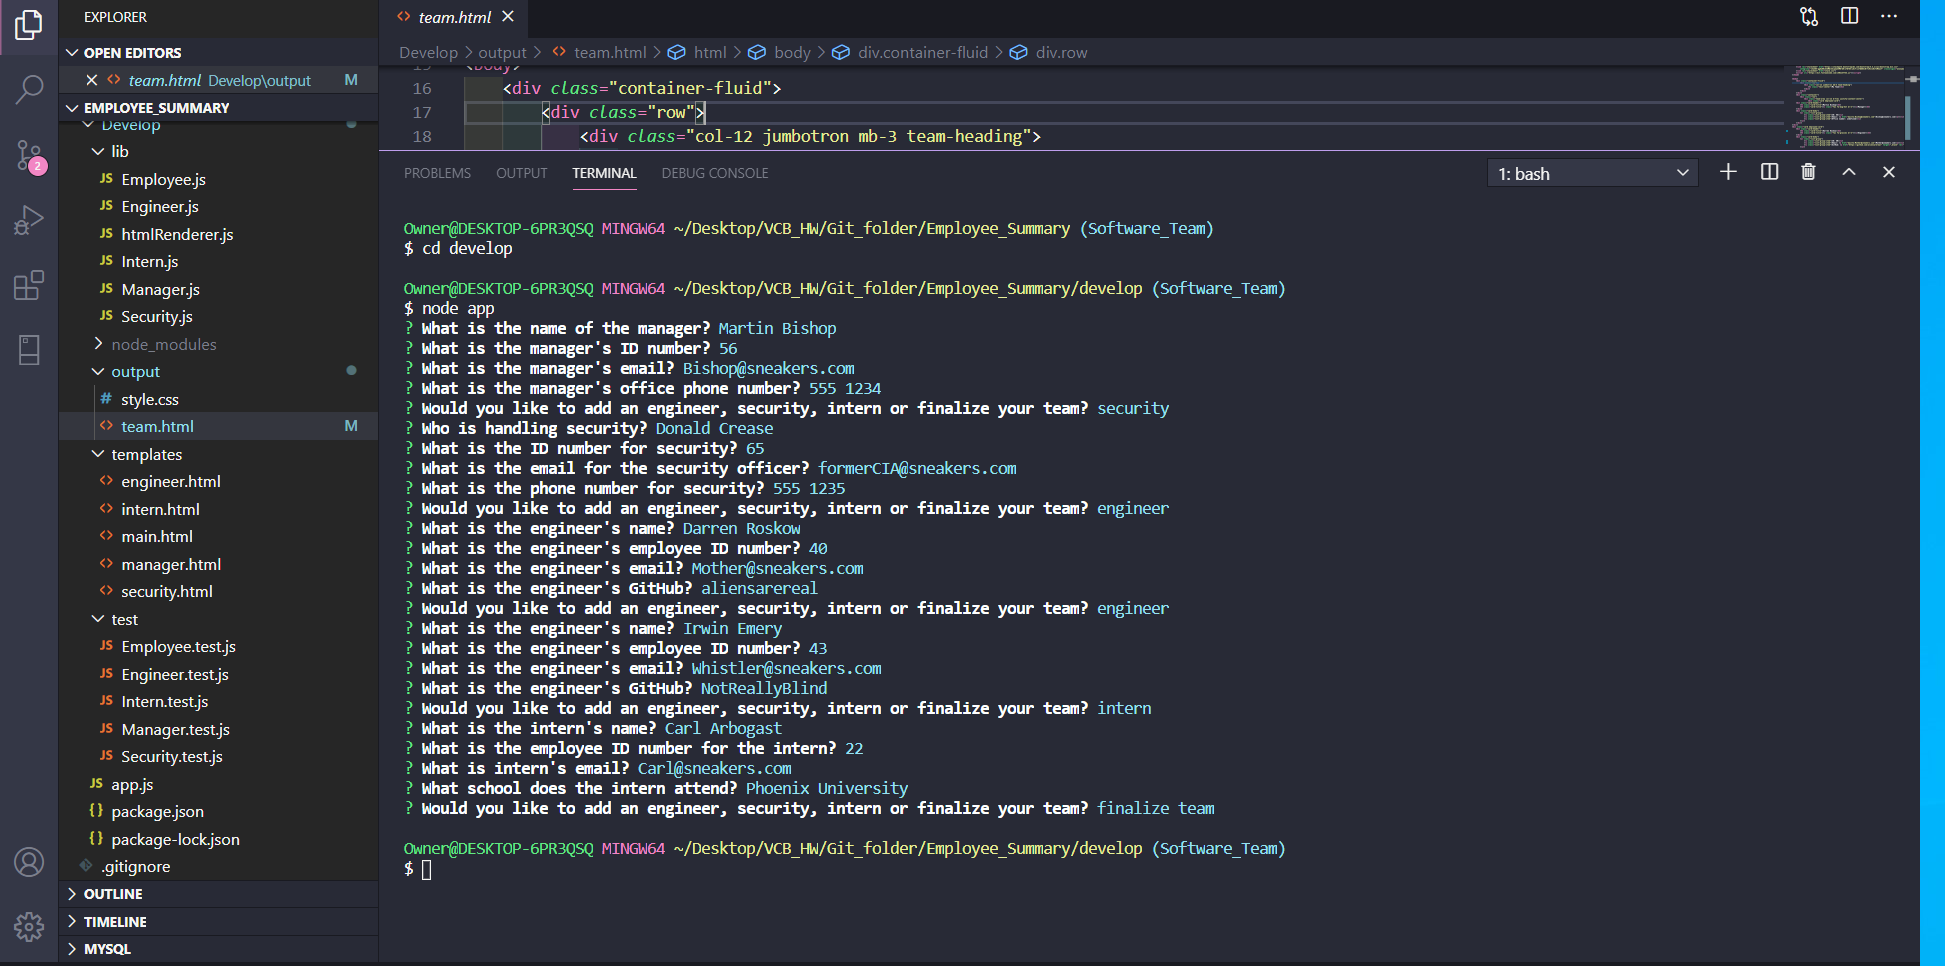 EXPLORER
OPEN EDITORS
team.html Develop\output M
EMPLOYEE_SUMMARY
Develop
lib
JS Employee.js
JS Engineer.js
JS htmlRenderer.js
JS Intern.js
JS Manager.js
JS Security.js
node_modules
output
# style.css
<> team.html M
templates
<> engineer.html
<> intern.html
<> main.html
<> manager.html
<> security.html
test
JS Employee.test.js
JS Engineer.test.js
JS Intern.test.js
JS Manager.test.js
JS Security.test.js
JS app.js
{} package.json
{} package-lock.json
.gitignore
OUTLINE
TIMELINE
MYSQL
2
<> team.html
Develop > output > <> team.html > html > body > div.container-fluid > div.row
15 <body>
16 <div class="container-fluid">
17 <div class="row">
18 <div class="col-12 jumbotron mb-3 team-heading">
PROBLEMS OUTPUT TERMINAL DEBUG CONSOLE 1: bash
Owner@DESKTOP-6PR3QSQ MINGW64 ~/Desktop/VCB_HW/Git_folder/Employee_Summary (Software_Team)
$ cd develop
Owner@DESKTOP-6PR3QSQ MINGW64 ~/Desktop/VCB_HW/Git_folder/Employee_Summary/develop (Software_Team)
$ node app
? What is the name of the manager? Martin Bishop
? What is the manager's ID number? 56
? What is the manager's email? Bishop@sneakers.com
? What is the manager's office phone number? 555 1234
? Would you like to add an engineer, security, intern or finalize your team? security
? Who is handling security? Donald Crease
? What is the ID number for security? 65
? What is the email for the security officer? formerCIA@sneakers.com
? What is the phone number for security? 555 1235
? Would you like to add an engineer, security, intern or finalize your team? engineer
? What is the engineer's name? Darren Roskow
? What is the engineer's employee ID number? 40
? What is the engineer's email? Mother@sneakers.com
? What is the engineer's GitHub? aliensarereal
? Would you like to add an engineer, security, intern or finalize your team? engineer
? What is the engineer's name? Irwin Emery
? What is the engineer's employee ID number? 43
? What is the engineer's email? Whistler@sneakers.com
? What is the engineer's GitHub? NotReallyBlind
? Would you like to add an engineer, security, intern or finalize your team? intern
? What is the intern's name? Carl Arbogast
? What is the employee ID number for the intern? 22
? What is intern's email? Carl@sneakers.com
? What school does the intern attend? Phoenix University
? Would you like to add an engineer, security, intern or finalize your team? finalize team
Owner@DESKTOP-6PR3QSQ MINGW64 ~/Desktop/VCB_HW/Git_folder/Employee_Summary/develop (Software_Team)
$